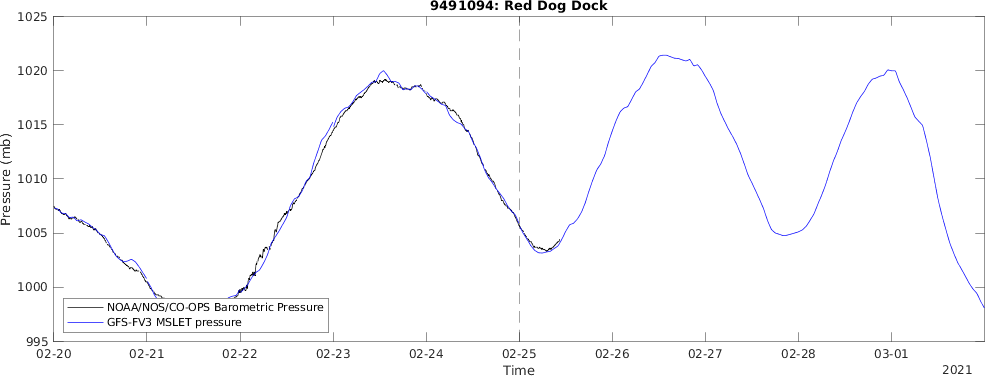 9491094: Red Dog Dock
Pressure (mb)
1025
1020
1015
1010
1005
1000
995
NOAA/NOS/CO-OPS Barometric Pressure
GFS-FV3 MSLET pressure
02-20 02-21 02-22 02-23 02-24 02-25 02-26 02-27 02-28 03-01
Time
2021